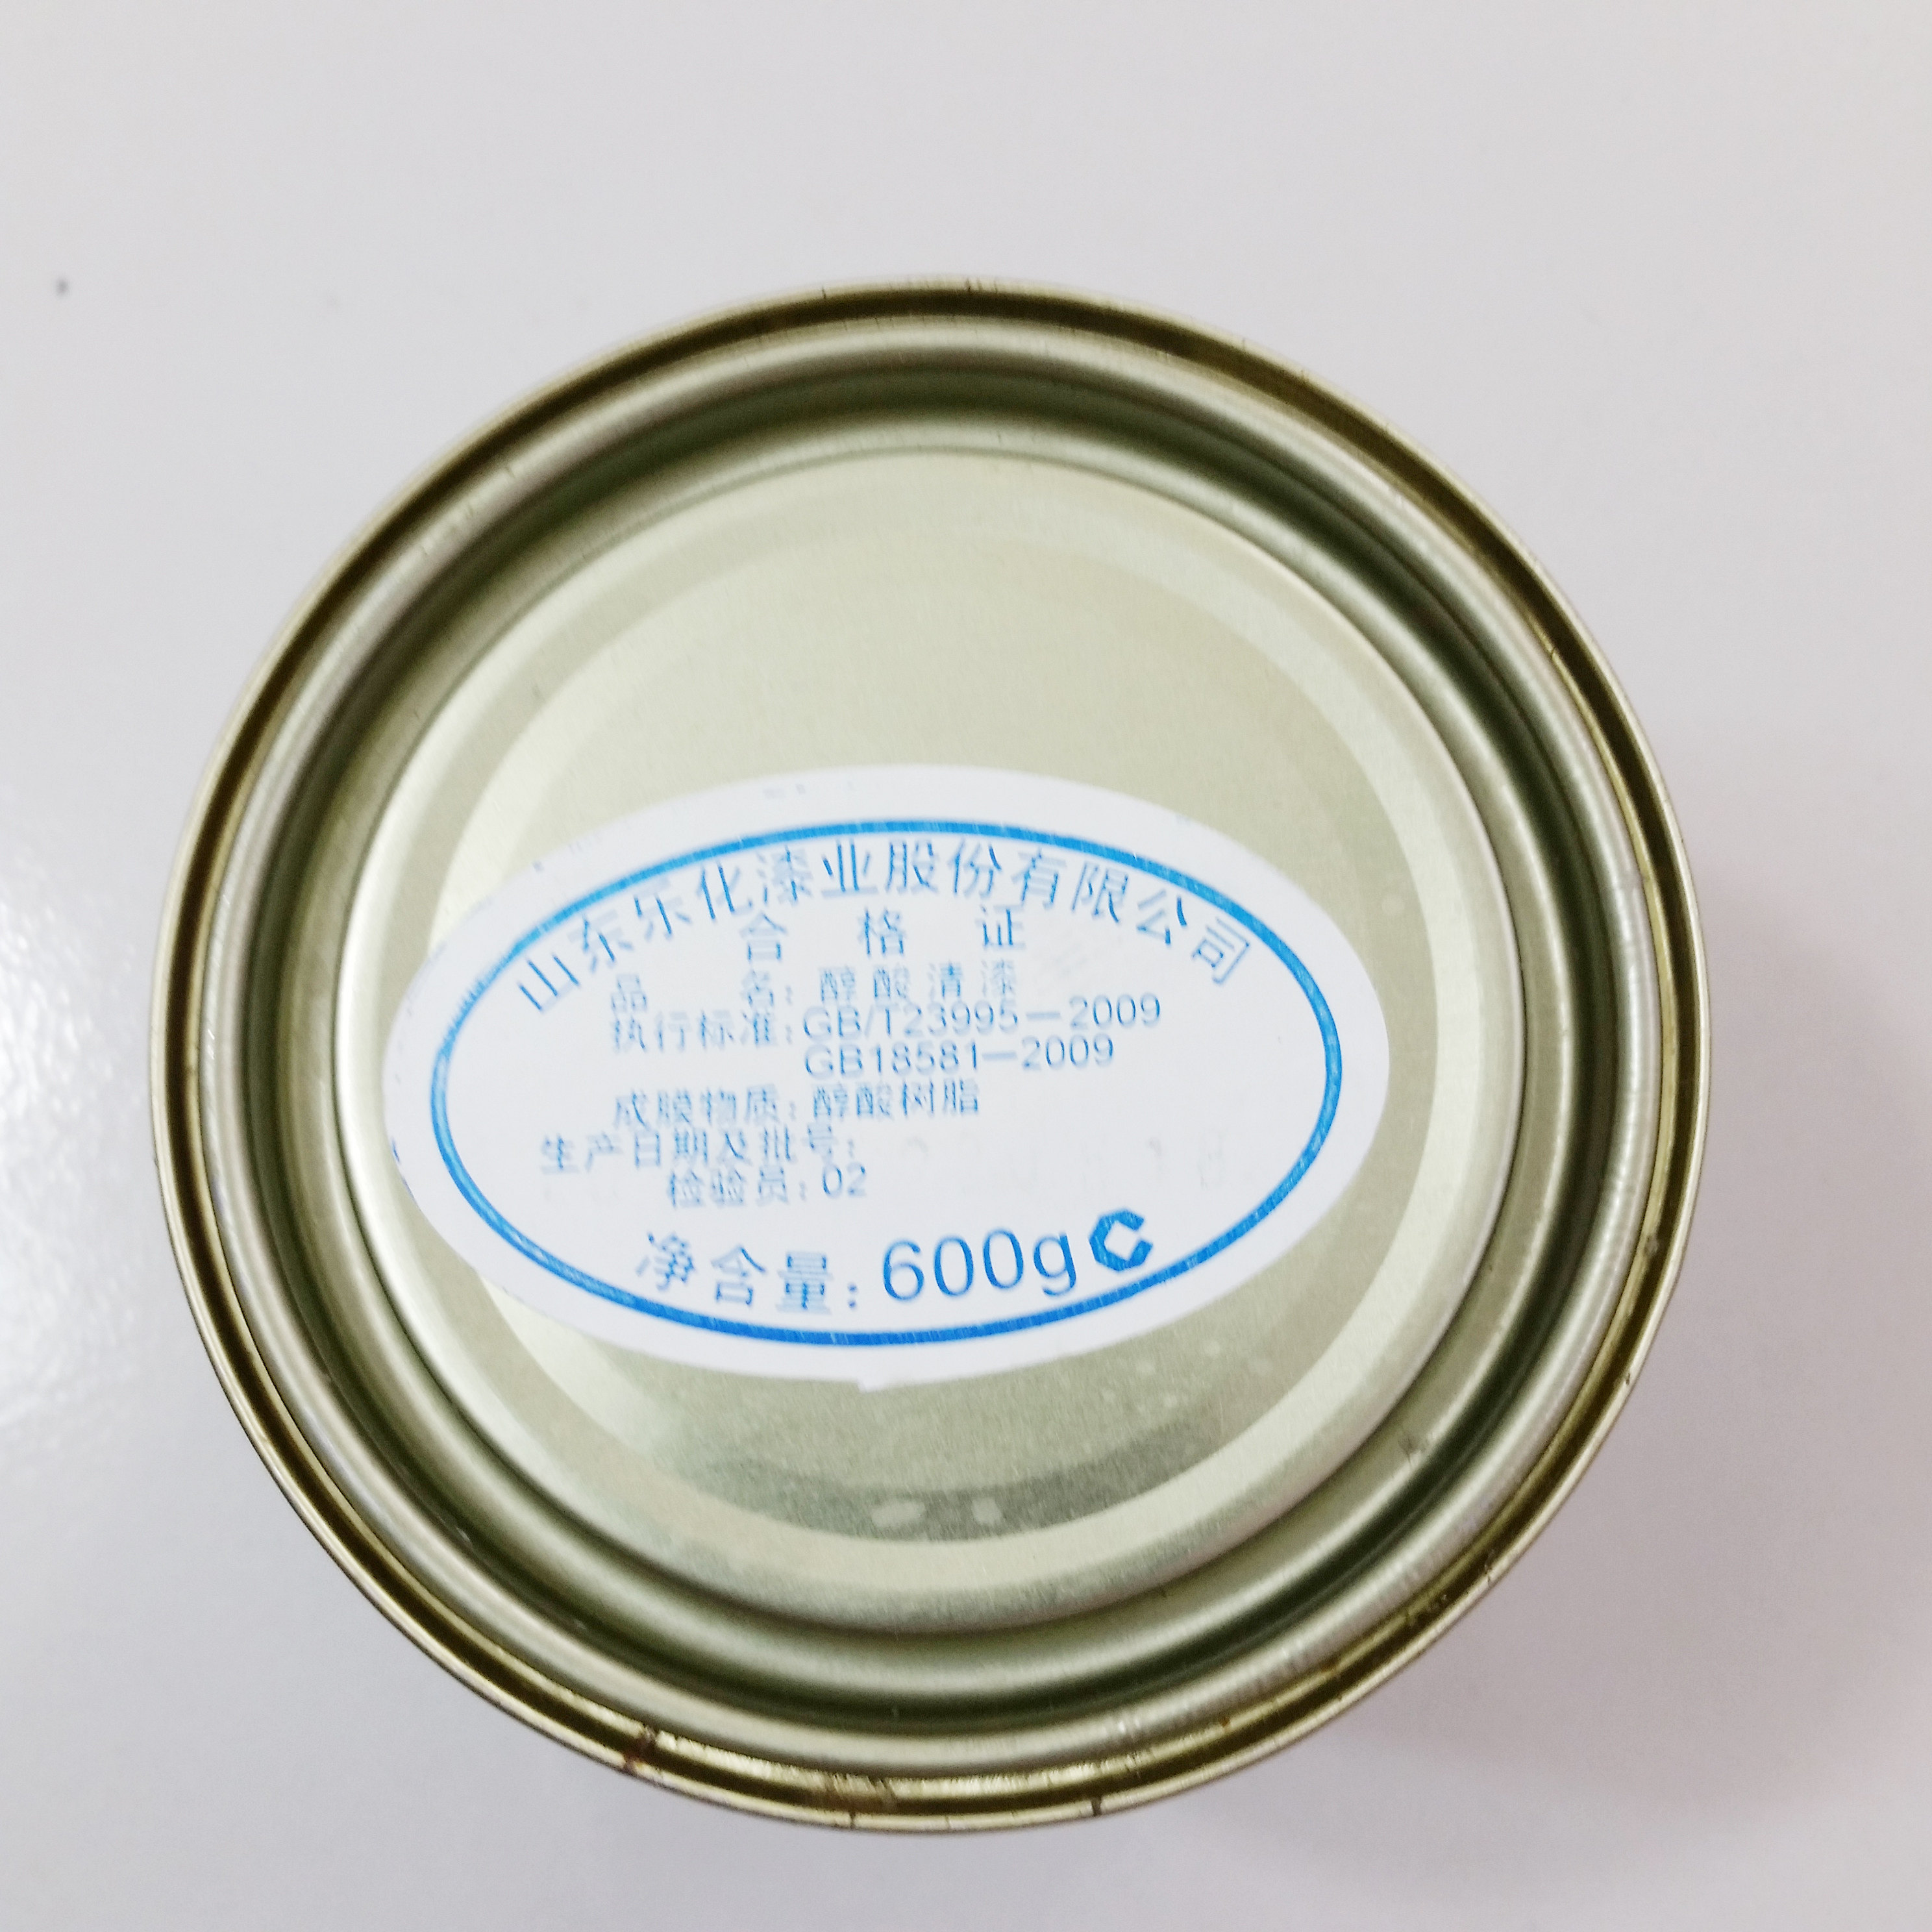 山东乐化漆业股份有限公司
合格证
品名：醇酸清漆
执行标准：GB/T23995—2009
GB18581—2009
成膜物质：醇酸树脂
生产日期及批号：
检验员：02
净含量：600g C